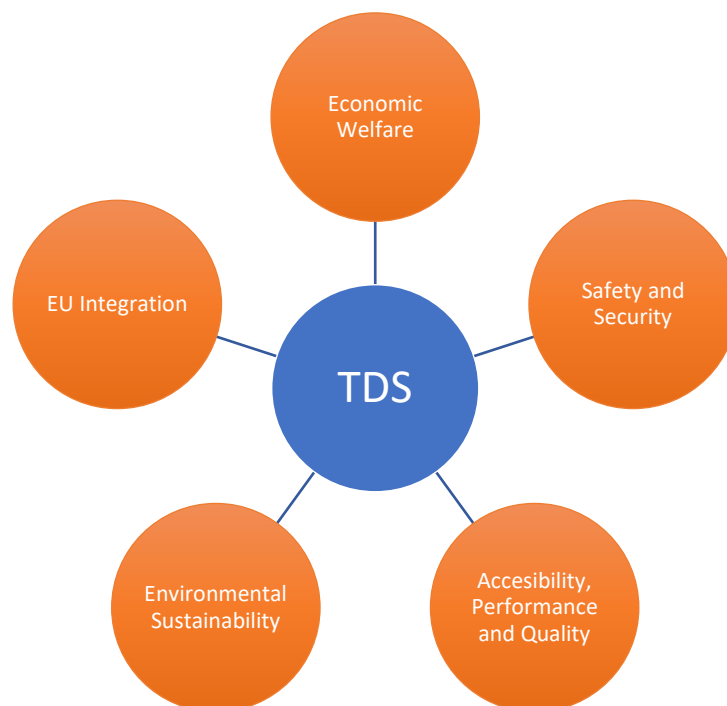 Economic
Welfare
EU Integration
Safety and
Security
TDS
Environmental
Sustainability
Accesibility,
Performance
and Quality